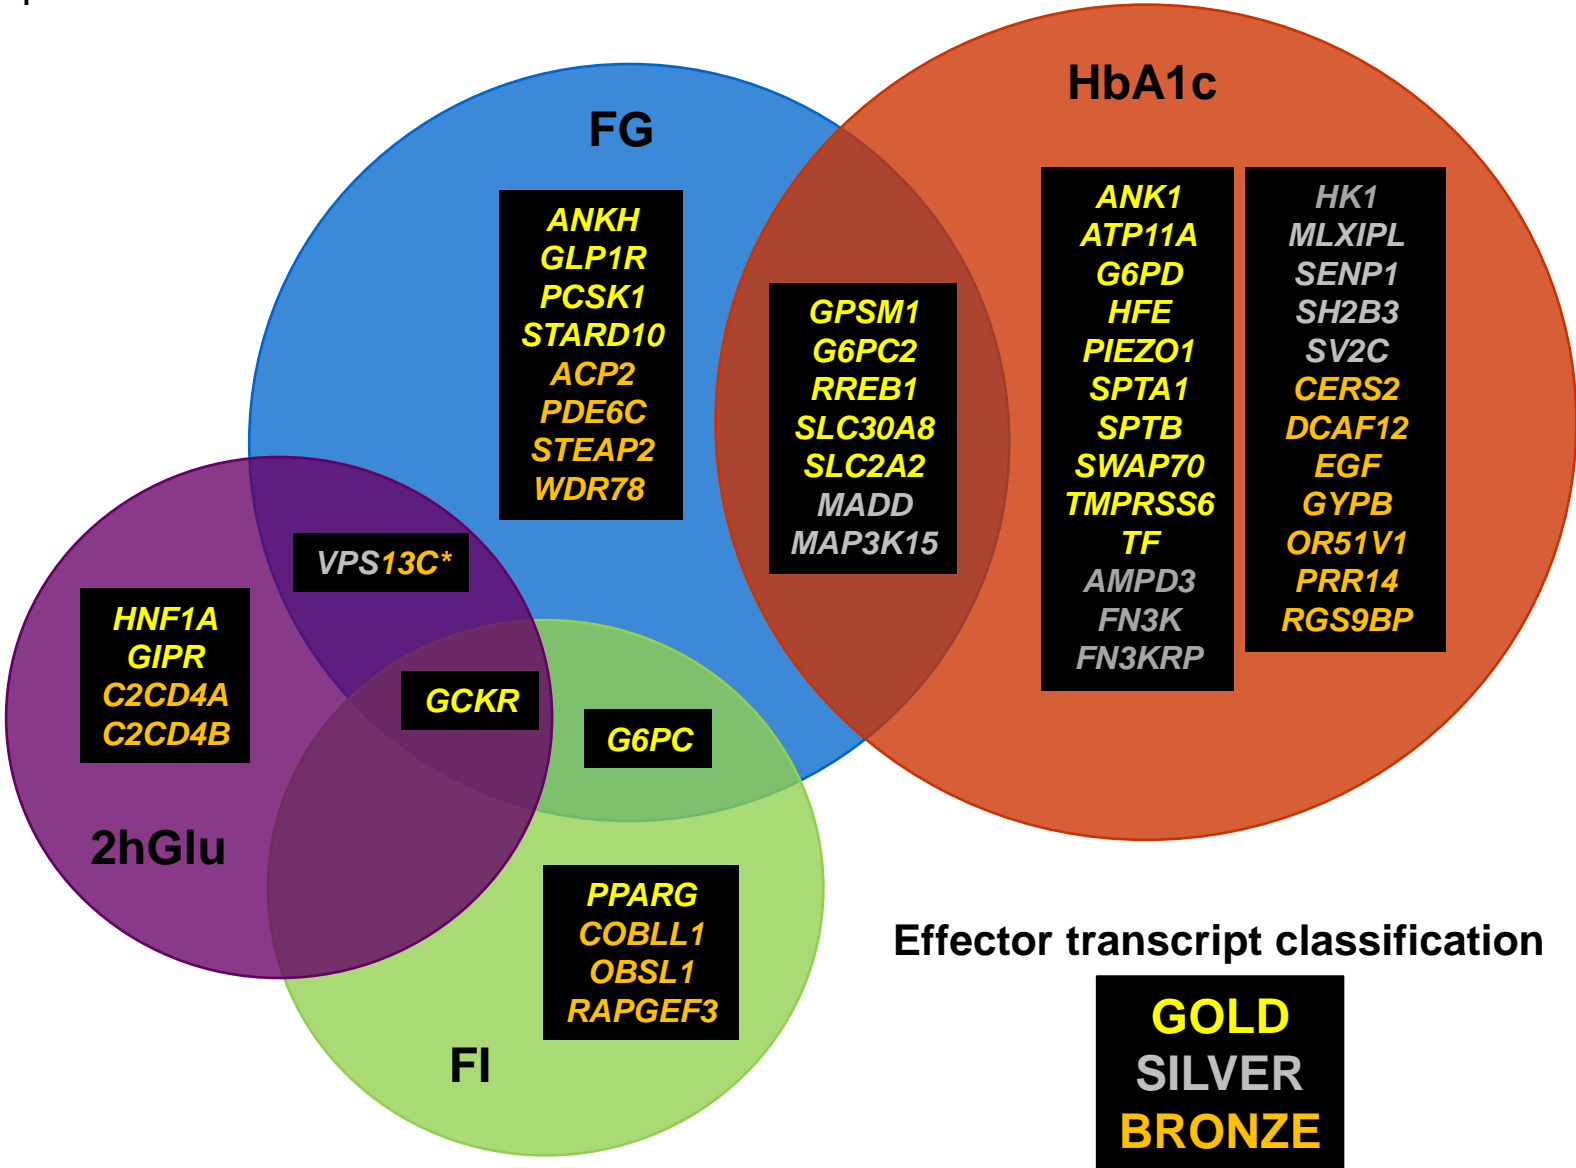 HbA1c
FG
ANKH
GLP1R
PCSK1
STARD10
ACP2
PDE6C
STEAP2
WDR78
GPSM1
G6PC2
RREB1
SLC30A8
SLC2A2
MADD
MAP3K15
ANK1
ATP11A
G6PD
HFE
PIEZO1
SPTA1
SPTB
SWAP70
TMPRSS6
TF
AMPD3
FN3K
FN3KRP
HK1
MLXIPL
SENP1
SH2B3
SV2C
CERS2
DCAF12
EGF
GYPB
OR51V1
PRR14
RGS9BP
VPS13C*
HNF1A
GIPR
C2CD4A
C2CD4B
GCKR
G6PC
2hGlu
PPARG
COBLL1
OBSL1
RAPGEF3
FI
Effector transcript classification
GOLD
SILVER
BRONZE